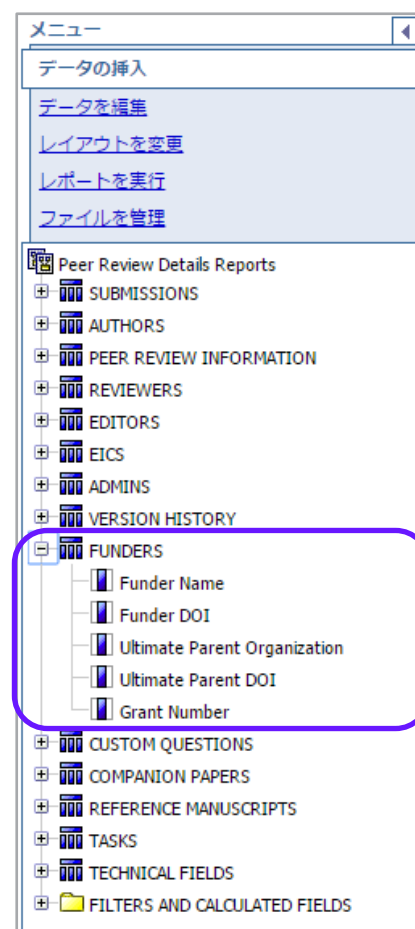 メニュー
データの挿入
データを編集
レイアウトを変更
レポートを実行
ファイルを管理
Peer Review Details Reports
SUBMISSIONS
AUTHORS
PEER REVIEW INFORMATION
REVIEWERS
EDITORS
EICS
ADMINS
VERSION HISTORY
FUNDERS
Funder Name
Funder DOI
Ultimate Parent Organization
Ultimate Parent DOI
Grant Number
CUSTOM QUESTIONS
COMPANION PAPERS
REFERENCE MANUSCRIPTS
TASKS
TECHNICAL FIELDS
FILTERS AND CALCULATED FIELDS